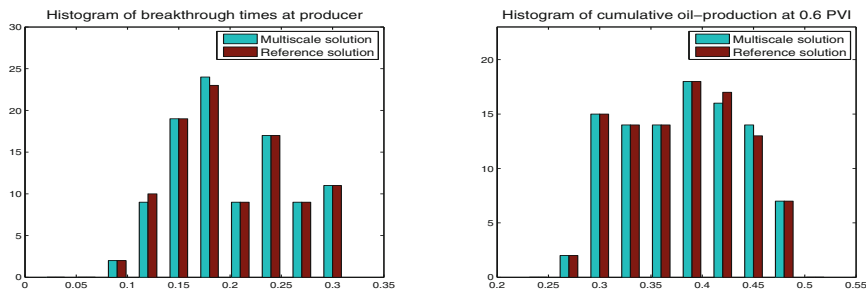 Histogram of breakthrough times at producer
30
25
20
15
10
5
0
0 0.05 0.1 0.15 0.2 0.25 0.3 0.35
Multiscale solution
Reference solution
Histogram of cumulative oil-production at 0.6 PVI
20
15
10
5
0
0.2 0.25 0.3 0.35 0.4 0.45 0.5 0.55
Multiscale solution
Reference solution